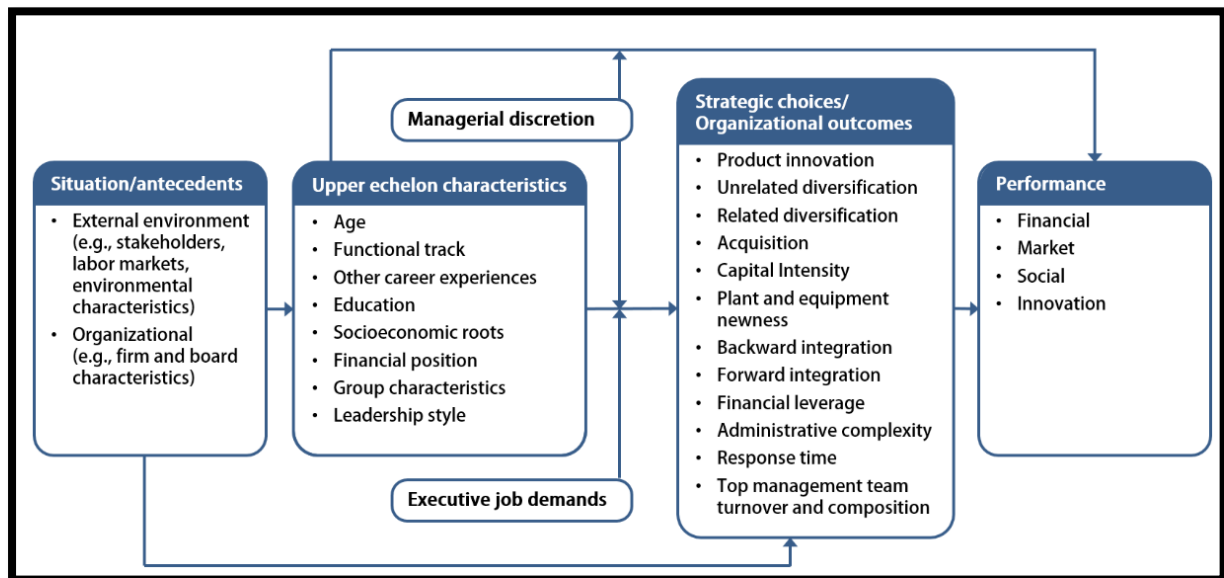 Managerial discretion
Situation/antecedents
• External environment
(e.g., stakeholders,
labor markets,
environmental
characteristics)
• Organizational
(e.g., firm and board
characteristics)
Upper echelon characteristics
• Age
• Functional track
• Other career experiences
• Education
• Socioeconomic roots
• Financial position
• Group characteristics
• Leadership style
Executive job demands
Strategic choices/
Organizational outcomes
• Product innovation
• Unrelated diversification
• Related diversification
• Acquisition
• Capital Intensity
• Plant and equipment
newness
• Backward integration
• Forward integration
• Financial leverage
• Administrative complexity
• Response time
• Top management team
turnover and composition
Performance
• Financial
• Market
• Social
• Innovation